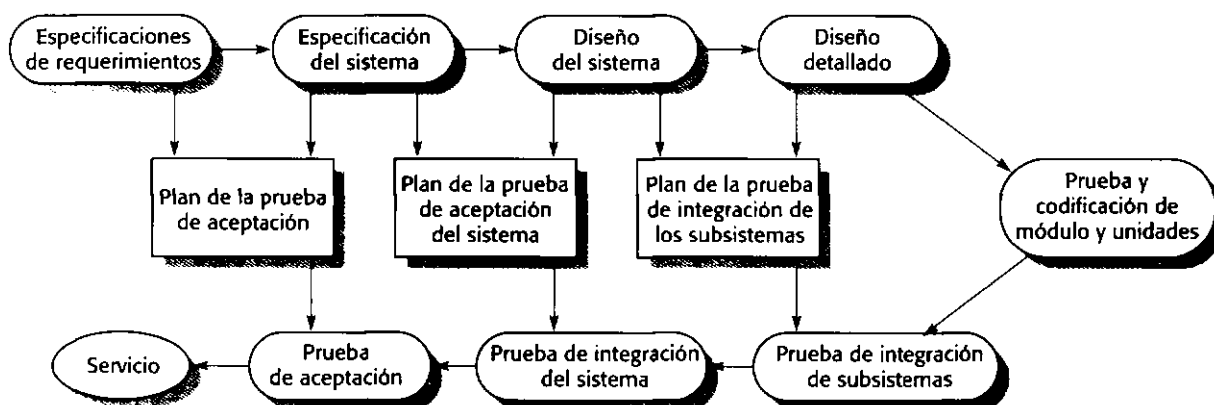 Especificaciones
de requerimientos
Especificación
del sistema
Diseño
del sistema
Diseño
detallado
Plan de la prueba
de aceptación
Plan de la prueba
de aceptación
del sistema
Plan de la prueba
de integración de
los subsistemas
Prueba y
codificación de
módulo y unidades
Servicio
Prueba
de aceptación
Prueba de integración
del sistema
Prueba de integración
de subsistemas